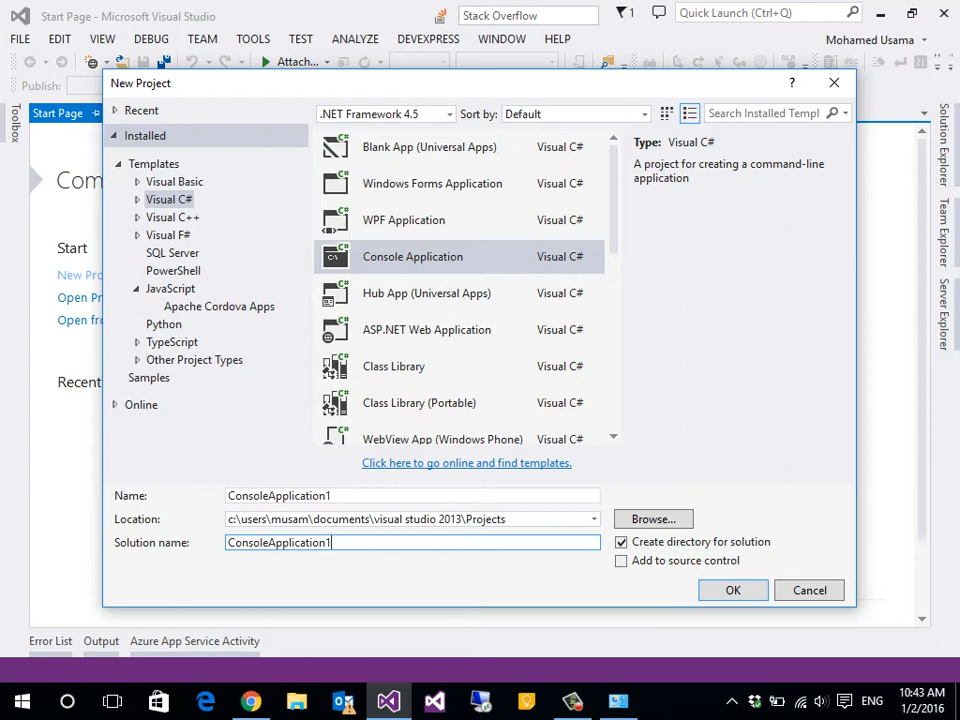 Start Page - Microsoft Visual Studio
Stack Overflow
1
Quick Launch (Ctrl+Q)
FILE EDIT VIEW DEBUG TEAM TOOLS TEST ANALYZE DEVEXPRESS WINDOW HELP
Mohamed Usama
Attach...
Publish:
New Project
?
Toolbox
Start Page
Com
Start
New Pro
Open Pr
Open fro
Recent
Recent
Installed
Templates
Visual Basic
Visual C#
Visual C++
Visual F#
SQL Server
PowerShell
JavaScript
Apache Cordova Apps
Python
TypeScript
Other Project Types
Samples
Online
.NET Framework 4.5
Sort by: Default
Search Installed Templ
Blank App (Universal Apps) Visual C#
Windows Forms Application Visual C#
WPF Application Visual C#
Console Application Visual C#
Hub App (Universal Apps) Visual C#
ASP.NET Web Application Visual C#
Class Library Visual C#
Class Library (Portable) Visual C#
WebView App (Windows Phone) Visual C#
Click here to go online and find templates.
Type: Visual C#
A project for creating a command-line
application
Name: ConsoleApplication1
Location: c:\users\musam\documents\visual studio 2013\Projects
Browse...
Solution name: ConsoleApplication1
Create directory for solution
Add to source control
OK Cancel
Solution Explorer
Team Explorer
Server Explorer
Error List Output Azure App Service Activity
ENG
10:43 AM
1/2/2016